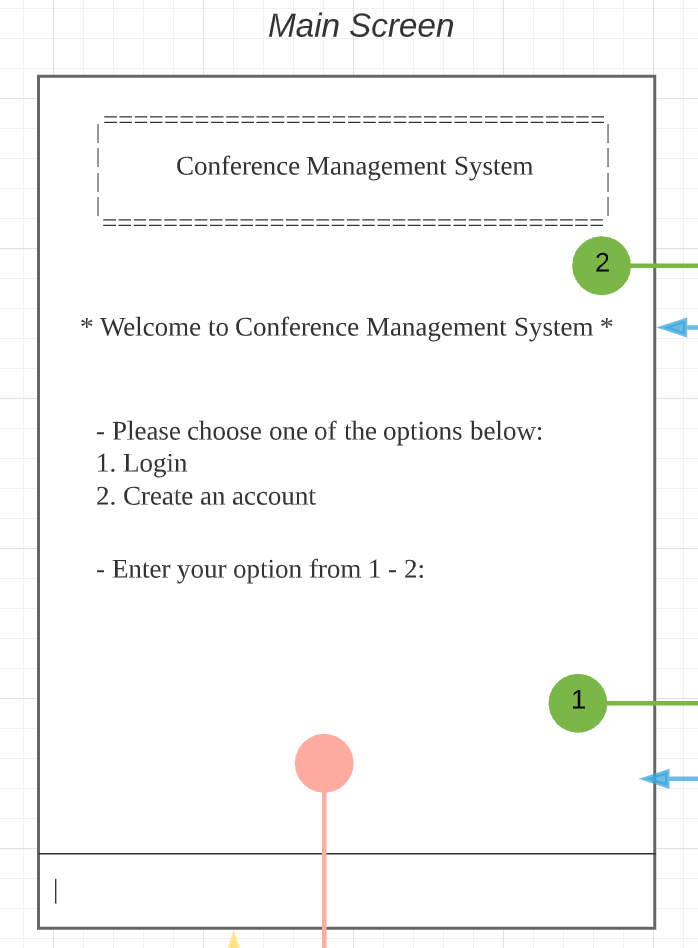 Main Screen
================================
|
|
|
|
Conference Management System
|
|
|
|
================================
2
* Welcome to Conference Management System *
- Please choose one of the options below:
1. Login
2. Create an account
- Enter your option from 1 - 2:
1
|